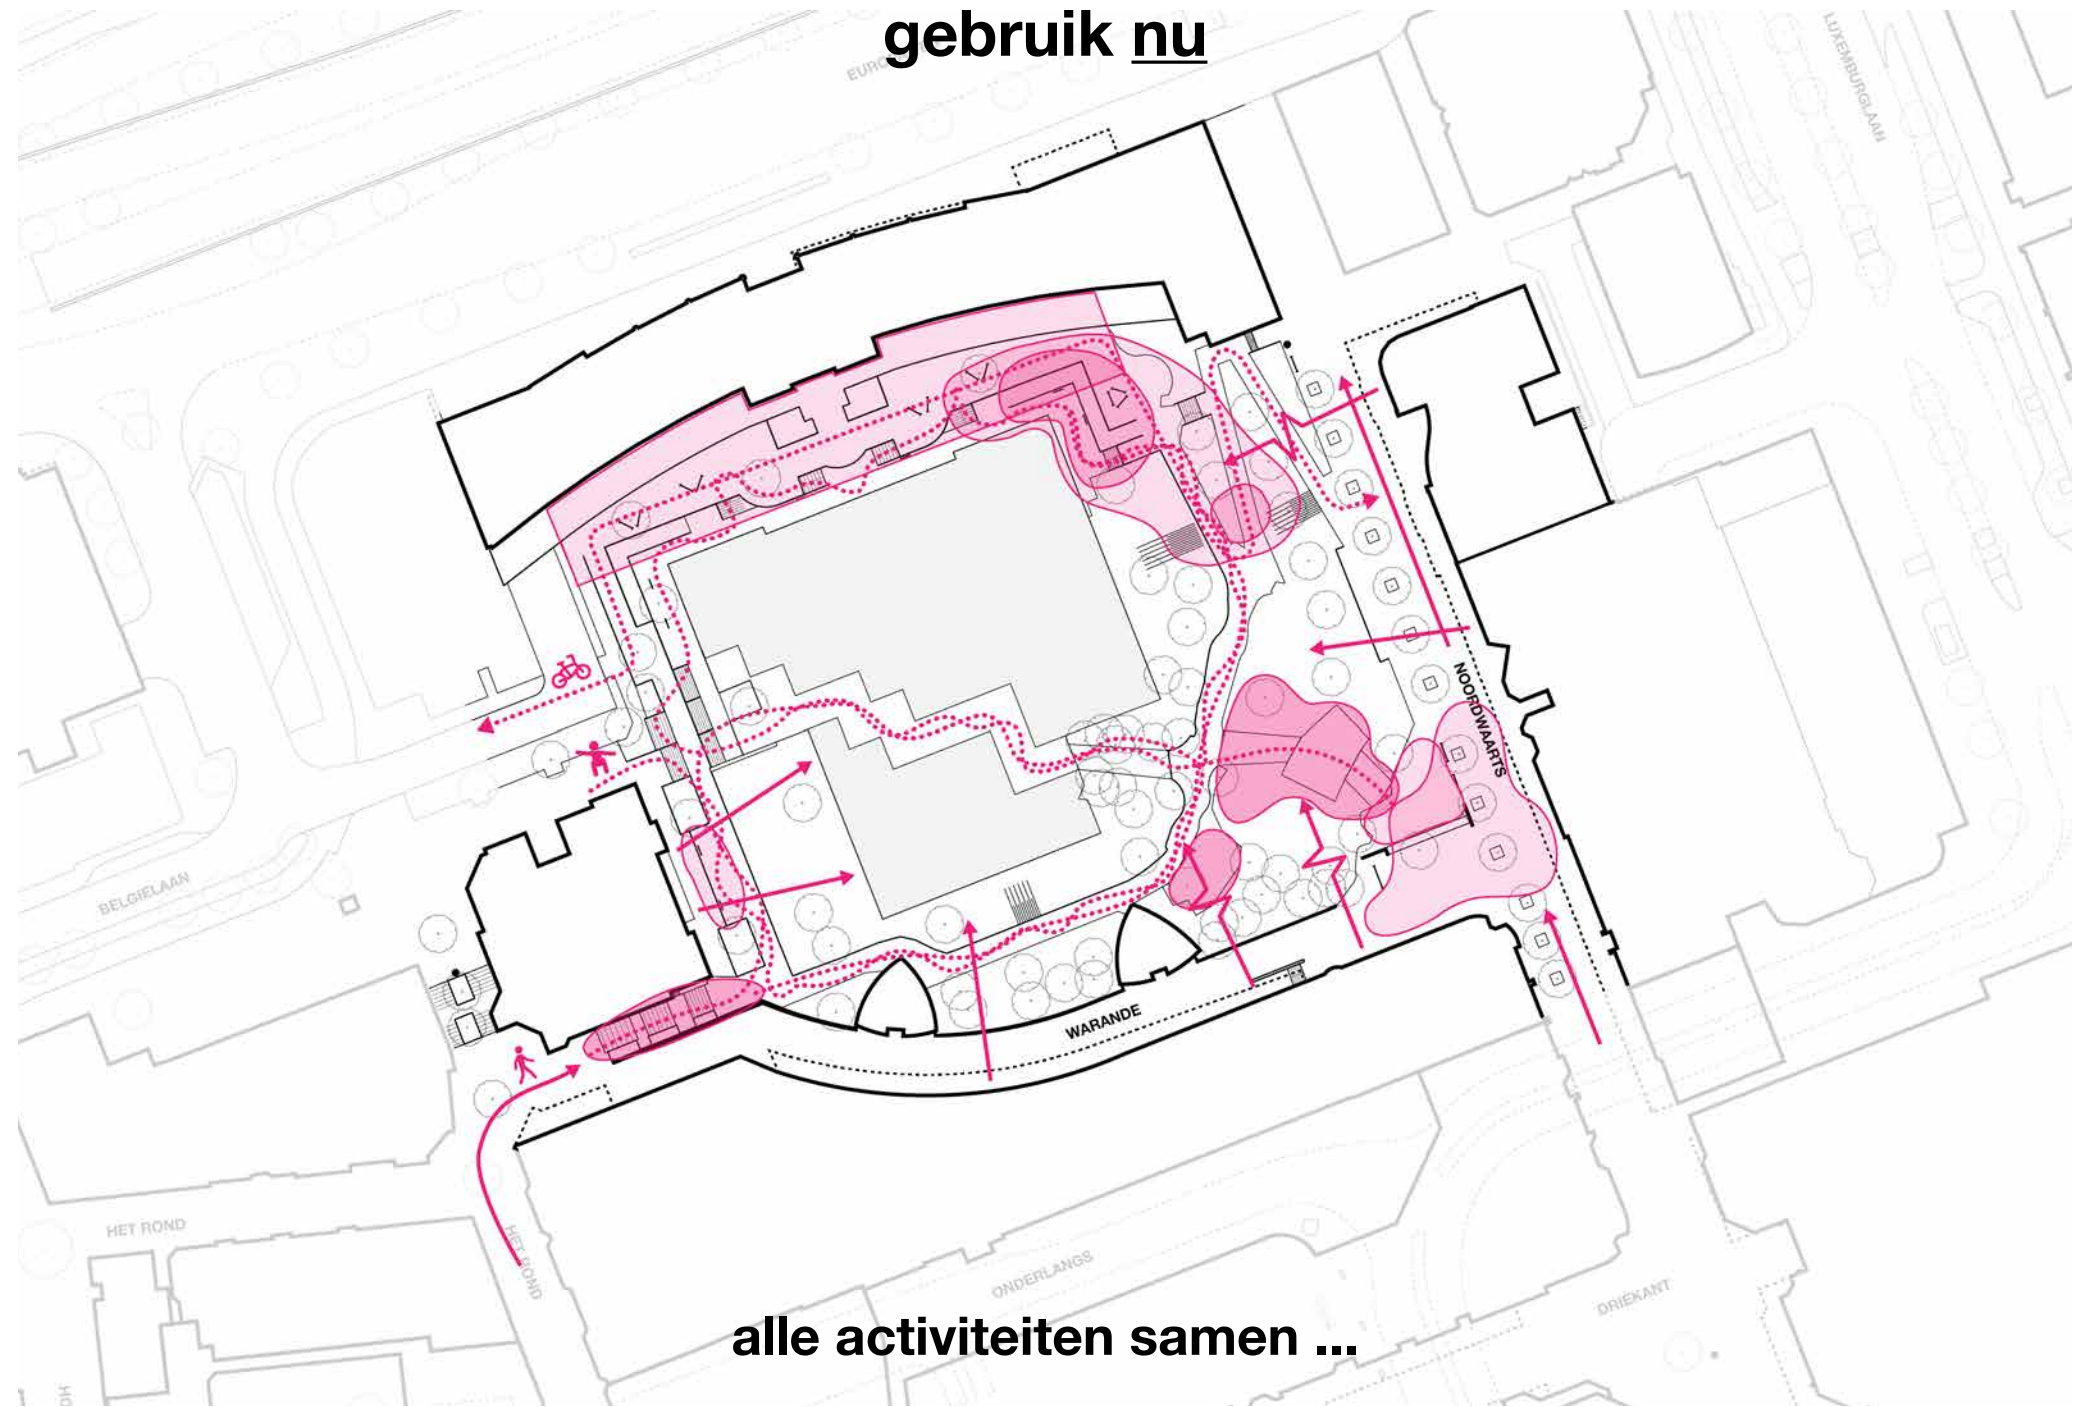 gebruik nu
LUXEMBURGLAAN
NOORDWAARTS
BELGIELAAN
WARANDE
HET ROND
HET ROND
ONDERLANGS
DRIEKANT
alle activiteiten samen ...